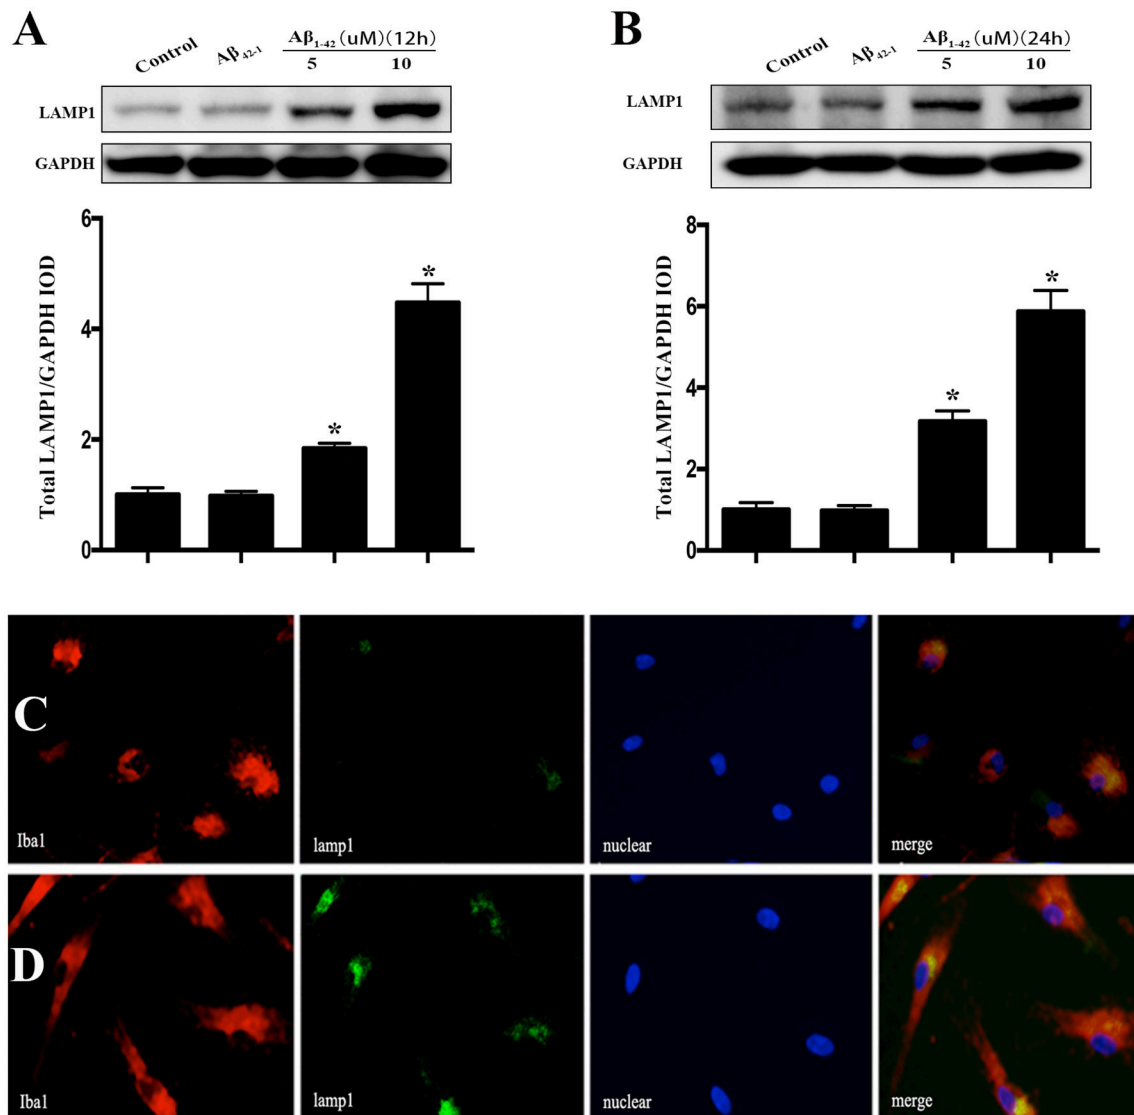 A
Control Aβ42-1 Aβ1-42 (uM)(12h)
5 10
LAMP1
GAPDH
Total LAMP1/GAPDH IOD
6
4
2
0
*
*
B
Control Aβ42-1 Aβ1-42 (uM)(24h)
5 10
LAMP1
GAPDH
Total LAMP1/GAPDH IOD
8
6
4
2
0
*
*
C
Iba1 lamp1 nuclear merge
D
Iba1 lamp1 nuclear merge